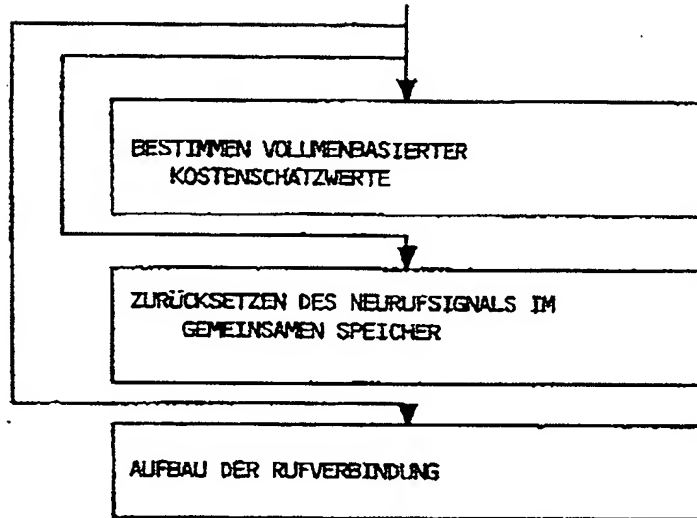 BESTIMMEN VOLUMENBASIERTER
KOSTENSCHÄTZWERTE
ZURÜCKSETZEN DES NEURUFSIGNALS IM
GEMEINSAMEN SPEICHER
AUFBAU DER RUFVERBINDUNG